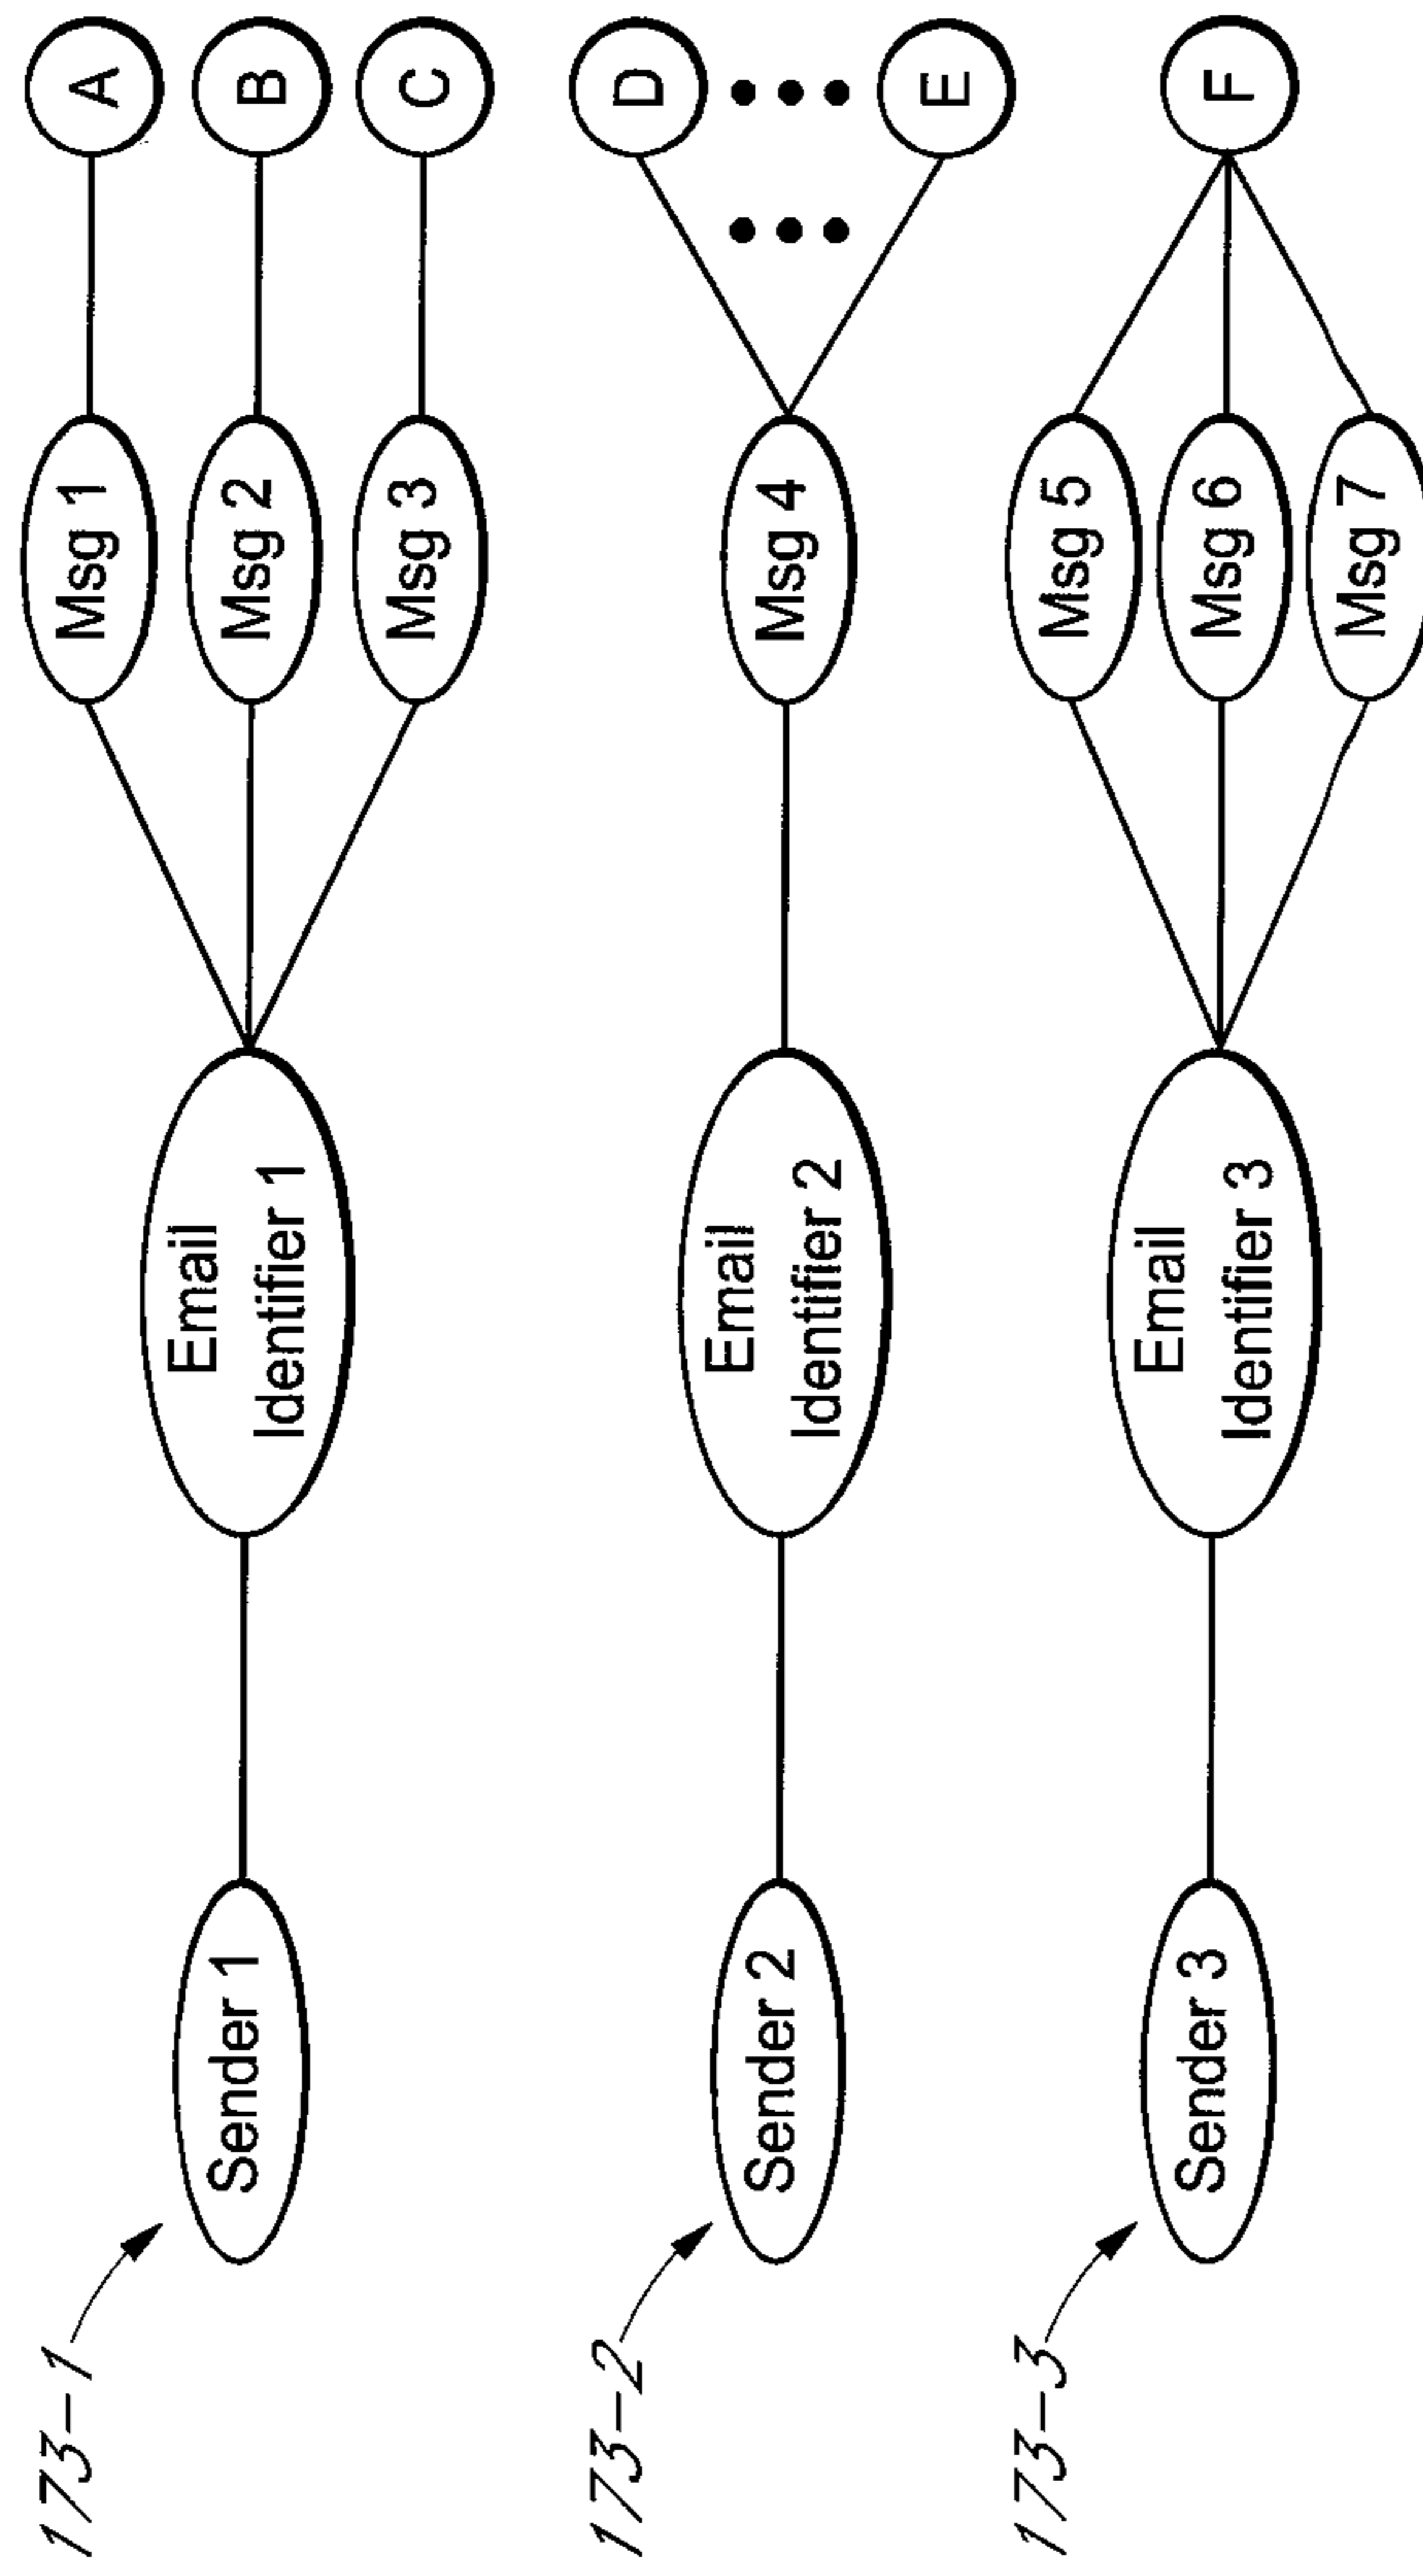 173-1
Sender 1
Email
Identifier 1
Msg 1
Msg 2
Msg 3
A
B
C
173-2
Sender 2
Email
Identifier 2
Msg 4
D
E
173-3
Sender 3
Email
Identifier 3
Msg 5
Msg 6
Msg 7
F